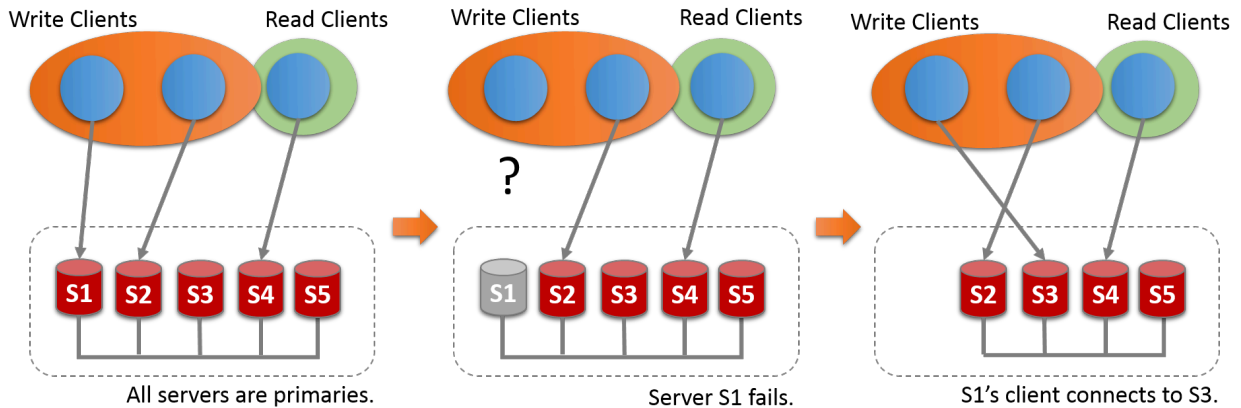 Write Clients
Read Clients
Write Clients
Read Clients
Write Clients
Read Clients
?
S1
S2
S3
S4
S5
S1
S2
S3
S4
S5
S2
S3
S4
S5
All servers are primaries.
Server S1 fails.
S1's client connects to S3.